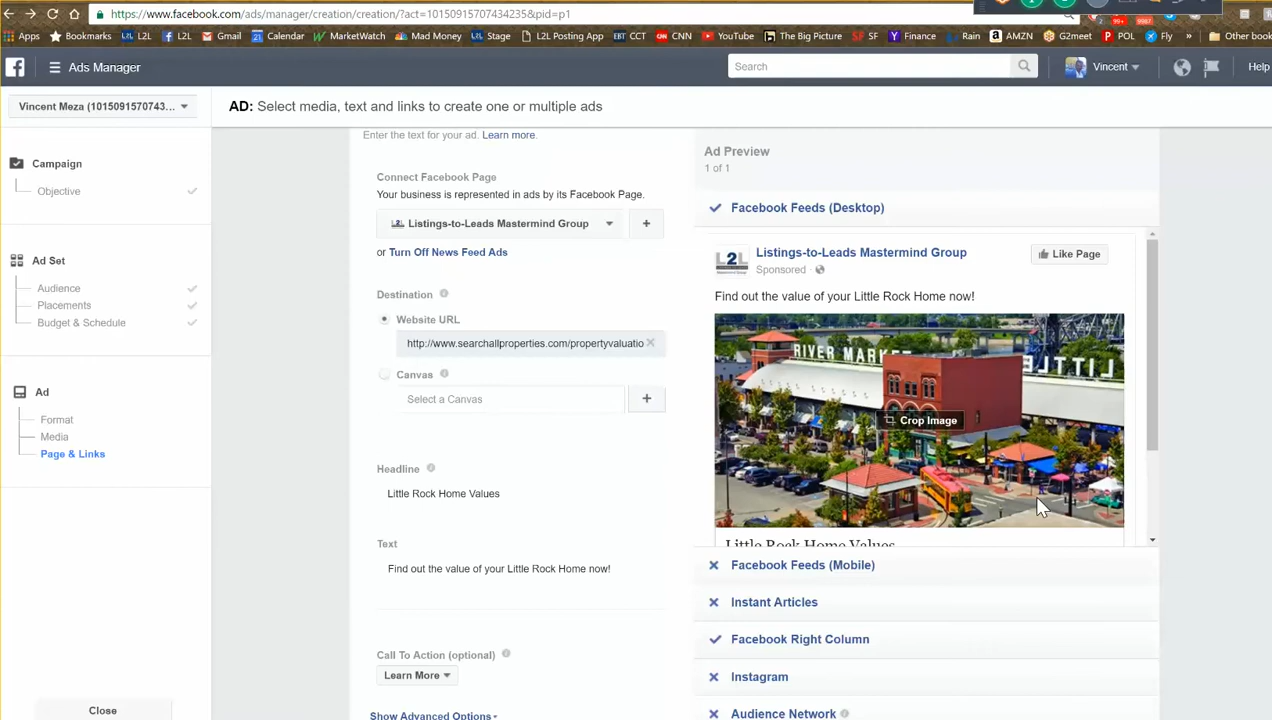 https://www.facebook.com/ads/manager/creation/creation/?act=10150915707434235&pid=p1
Apps Bookmarks L2L L2L Gmail Calendar MarketWatch Mad Money Stage L2L Posting App CCT CNN YouTube The Big Picture SF Finance Rain AMZN G2meet POL Fly » Other book
99+ 9987
Ads Manager
Search
Vincent
Help
Vincent Meza (1015091570743...
AD: Select media, text and links to create one or multiple ads
Campaign
Objective
Ad Set
Audience
Placements
Budget & Schedule
Ad
Format
Media
Page & Links
Close
Enter the text for your ad. Learn more.
Connect Facebook Page
Your business is represented in ads by its Facebook Page.
L2L Listings-to-Leads Mastermind Group
or Turn Off News Feed Ads
Destination
Website URL
http://www.searchallproperties.com/propertyvaluatio
Canvas
Select a Canvas
Headline
Little Rock Home Values
Text
Find out the value of your Little Rock Home now!
Call To Action (optional)
Learn More
Show Advanced Options
Ad Preview
1 of 1
Facebook Feeds (Desktop)
L2L
Listings-to-Leads Mastermind Group
Sponsored
Like Page
Find out the value of your Little Rock Home now!
RIVER MARKET
Crop Image
Little Rock Home Values
Facebook Feeds (Mobile)
Instant Articles
Facebook Right Column
Instagram
Audience Network